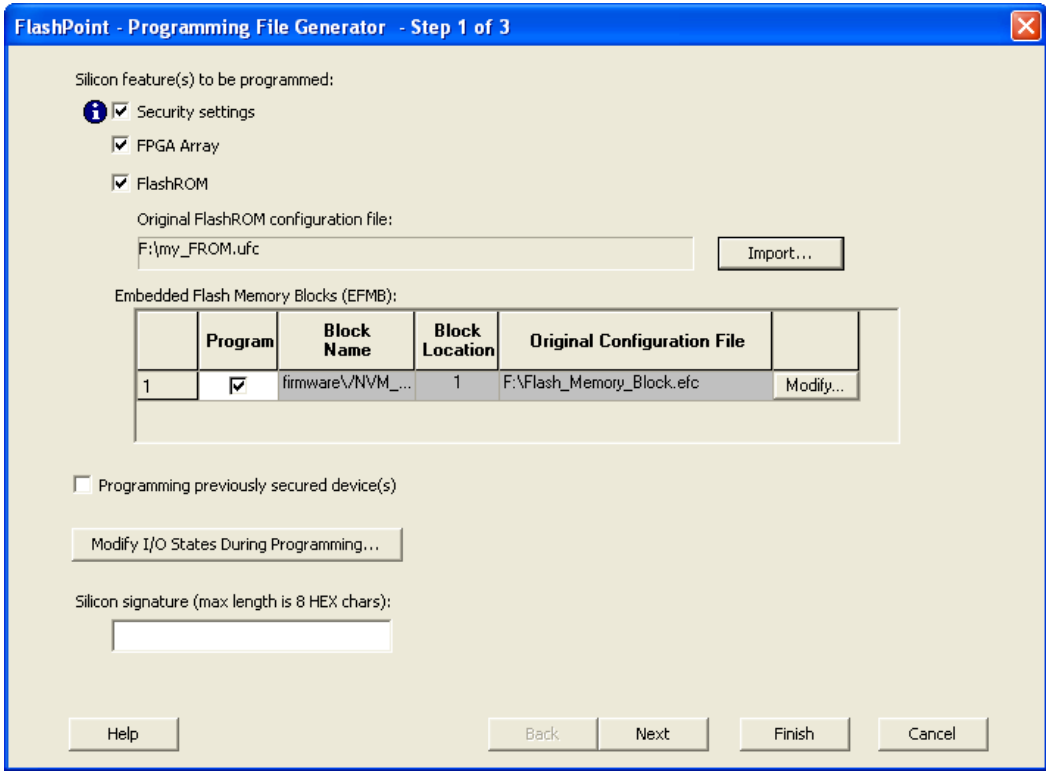 FlashPoint - Programming File Generator - Step 1 of 3
Silicon feature(s) to be programmed:
Security settings
FPGA Array
FlashROM
Original FlashROM configuration file:
F:\my_FROM.ufc
Import...
Embedded Flash Memory Blocks (EFMB):
Program Block Name Block Location Original Configuration File
1 firmware\/NVM_... 1 F:\Flash_Memory_Block.efc Modify...
Programming previously secured device(s)
Modify I/O States During Programming...
Silicon signature (max length is 8 HEX chars):
Help Back Next Finish Cancel